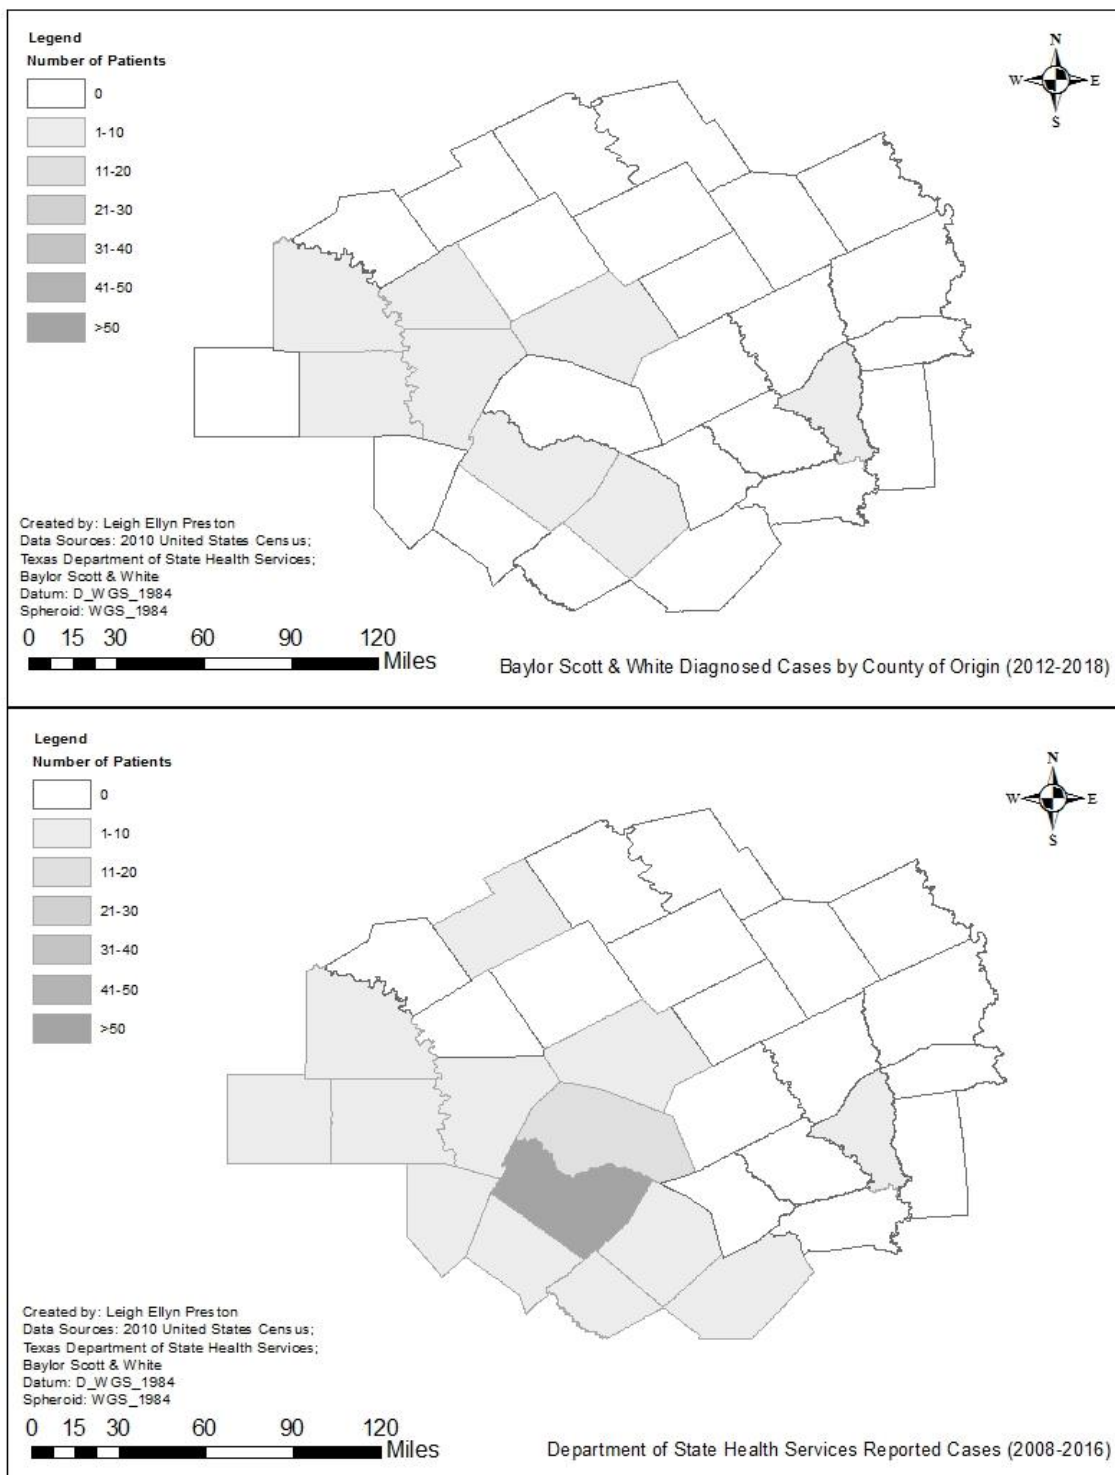 Legend
Number of Patients
0
1-10
11-20
21-30
31-40
41-50
>50
N
W E
S
Created by: Leigh Ellyn Preston
Data Sources: 2010 United States Census;
Texas Department of State Health Services;
Baylor Scott & White
Datum: D_WGS_1984
Spheroid: WGS_1984
0 15 30 60 90 120
Miles
Baylor Scott & White Diagnosed Cases by County of Origin (2012-2018)
Legend
Number of Patients
0
1-10
11-20
21-30
31-40
41-50
>50
N
W E
S
Created by: Leigh Ellyn Preston
Data Sources: 2010 United States Census;
Texas Department of State Health Services;
Baylor Scott & White
Datum: D_WGS_1984
Spheroid: WGS_1984
0 15 30 60 90 120
Miles
Department of State Health Services Reported Cases (2008-2016)